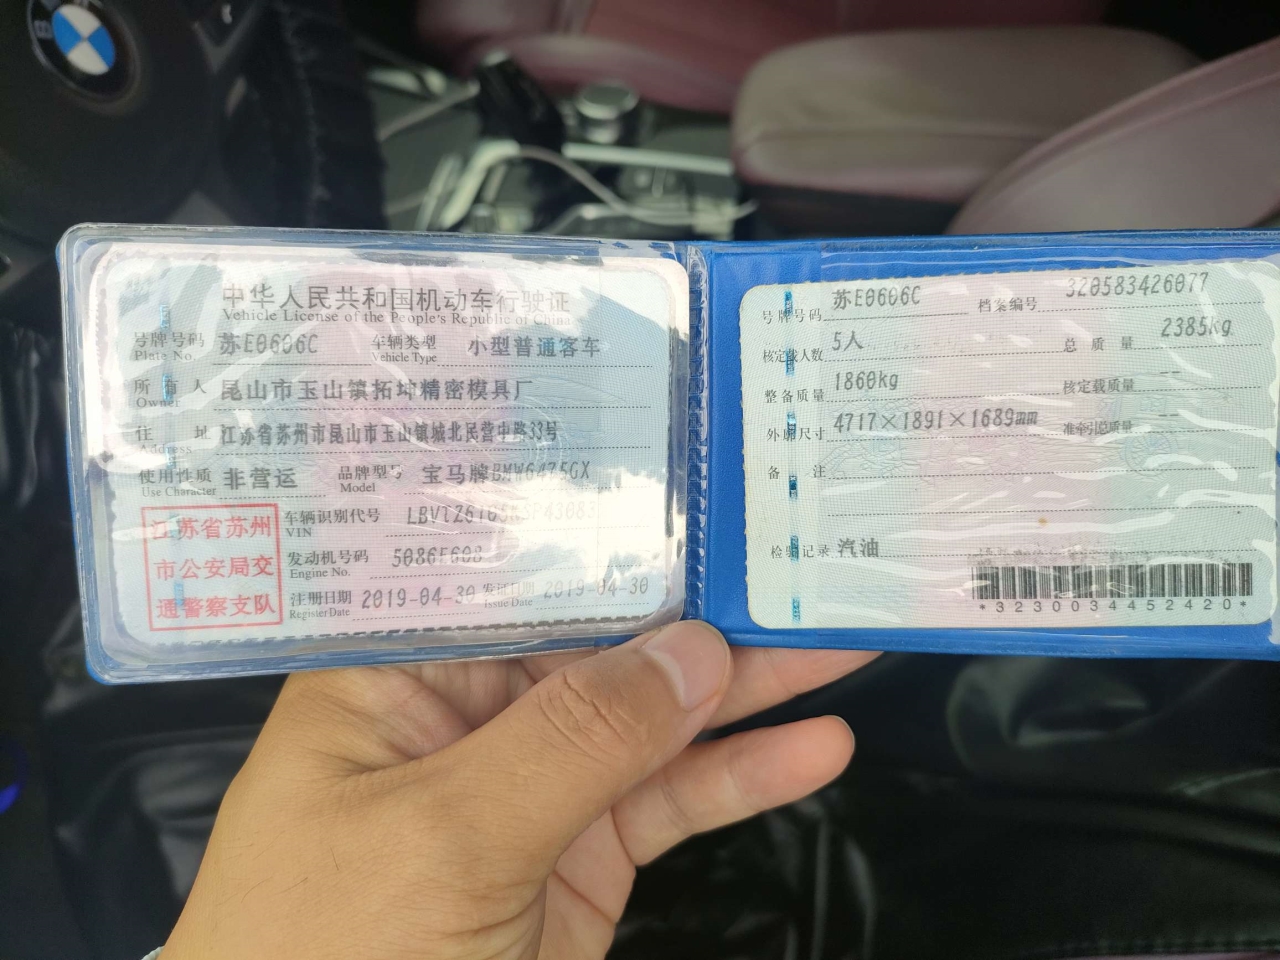 中华人民共和国机动车行驶证
Vehicle License of the People's Republic of China
号牌号码 苏E0606C 车辆类型 小型普通客车
Plate No. Vehicle Type
所有人 昆山市玉山镇拓坤精密模具厂
Owner
住址 江苏省苏州市昆山市玉山镇城北民营中路33号
Address
使用性质 非营运 品牌型号 宝马牌BMW6475GX
Use Character Model
江苏省苏州
市公安局交
通警察支队
车辆识别代号
VIN
发动机号码 5086E608
Engine No.
注册日期 2019-04-30 发证日期 2019-04-30
Register Date Issue Date
号牌号码 苏E0606C 档案编号 320583426077
核定载人数 5人 总质量 2385kg
整备质量 1860kg 核定载质量 --
外廓尺寸 4717×1891×1689mm 准牵引总质量 --
备注
检验记录 汽油
*3230034452420*